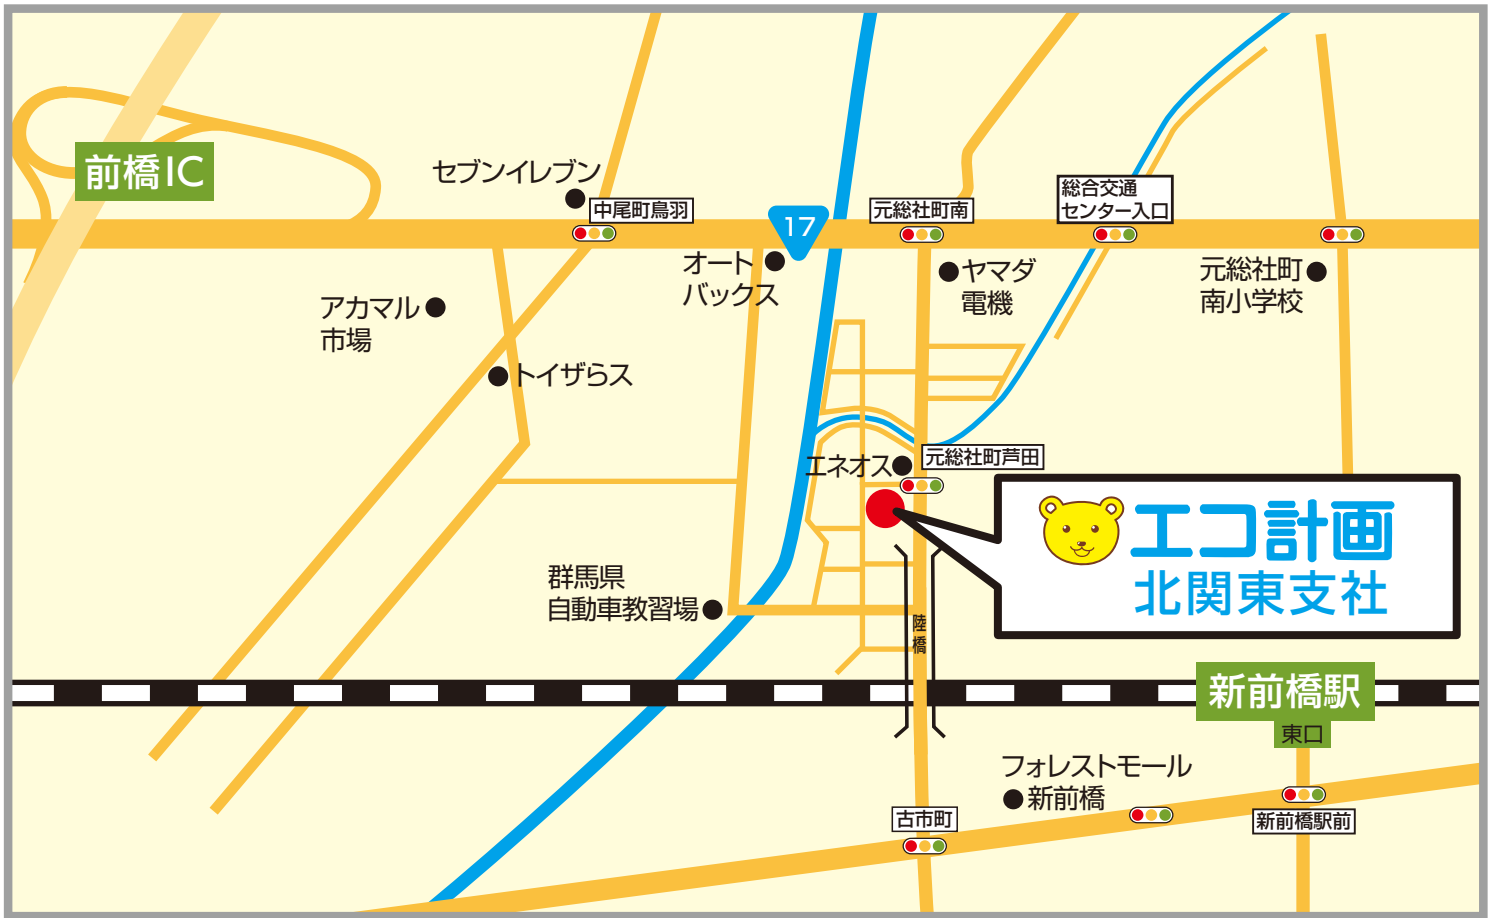 前橋IC
セブンイレブン
中尾町鳥羽
17
元総社町南
総合交通
センター入口
オート
バックス
ヤマダ
電機
元総社町
南小学校
アカマル
市場
トイザらス
エネオス
元総社町芦田
エコ計画
北関東支社
群馬県
自動車教習場
陸橋
新前橋駅
東口
フォレストモール
新前橋
古市町
新前橋駅前